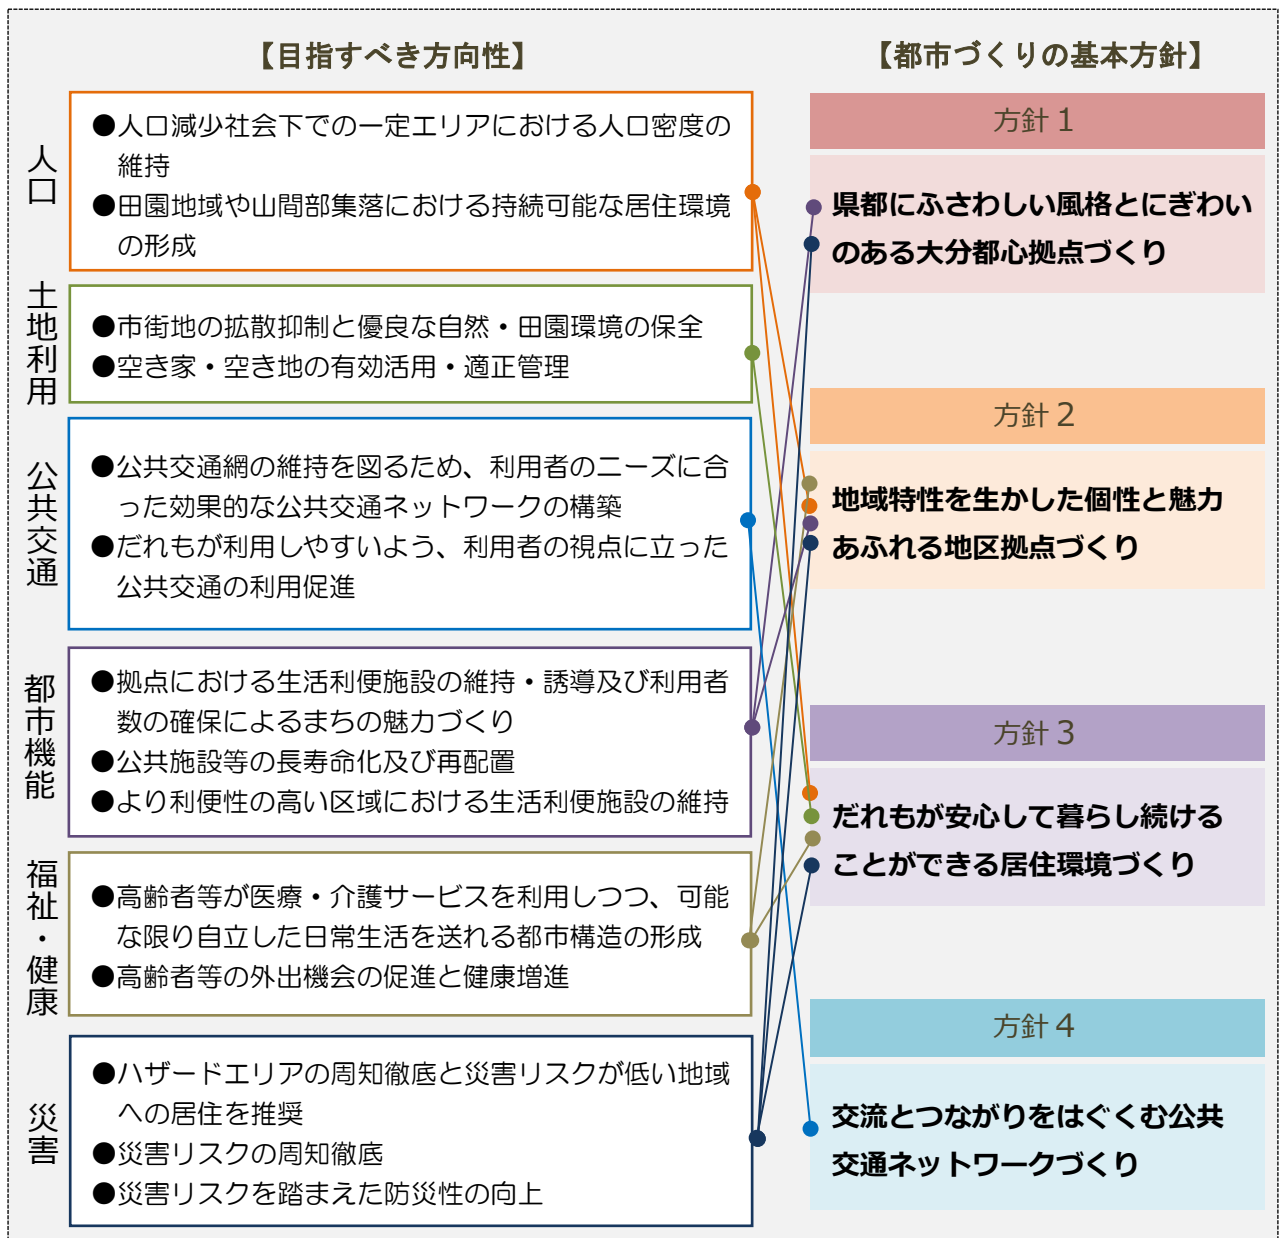 【目指すべき方向性】
人口
●人口減少社会下での一定エリアにおける人口密度の
維持
●田園地域や山間部集落における持続可能な居住環境
の形成
土地利用
●市街地の拡散抑制と優良な自然・田園環境の保全
●空き家・空き地の有効活用・適正管理
公共交通
●公共交通網の維持を図るため、利用者のニーズに合
った効果的な公共交通ネットワークの構築
●だれもが利用しやすいよう、利用者の視点に立った
公共交通の利用促進
都市機能
●拠点における生活利便施設の維持・誘導及び利用者
数の確保によるまちの魅力づくり
●公共施設等の長寿命化及び再配置
●より利便性の高い区域における生活利便施設の維持
福祉・健康
●高齢者等が医療・介護サービスを利用しつつ、可能
な限り自立した日常生活を送れる都市構造の形成
●高齢者等の外出機会の促進と健康増進
災害
●ハザードエリアの周知徹底と災害リスクが低い地域
への居住を推奨
●災害リスクの周知徹底
●災害リスクを踏まえた防災性の向上
【都市づくりの基本方針】
方針1
県都にふさわしい風格とにぎわい
のある大分都心拠点づくり
方針2
地域特性を生かした個性と魅力
あふれる地区拠点づくり
方針3
だれもが安心して暮らし続ける
ことができる居住環境づくり
方針4
交流とつながりをはぐくむ公共
交通ネットワークづくり